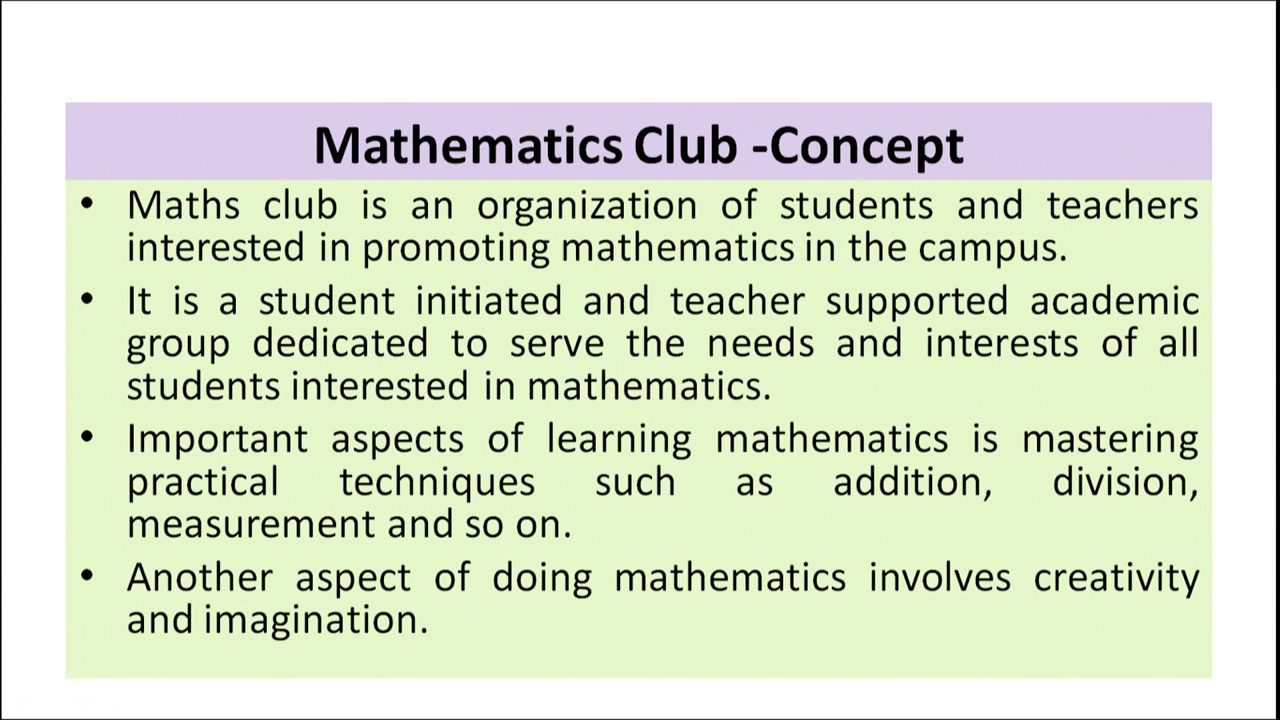 Mathematics Club -Concept
• Maths club is an organization of students and teachers
interested in promoting mathematics in the campus.
• It is a student initiated and teacher supported academic
group dedicated to serve the needs and interests of all
students interested in mathematics.
• Important aspects of learning mathematics is mastering
practical techniques such as addition, division,
measurement and so on.
• Another aspect of doing mathematics involves creativity
and imagination.